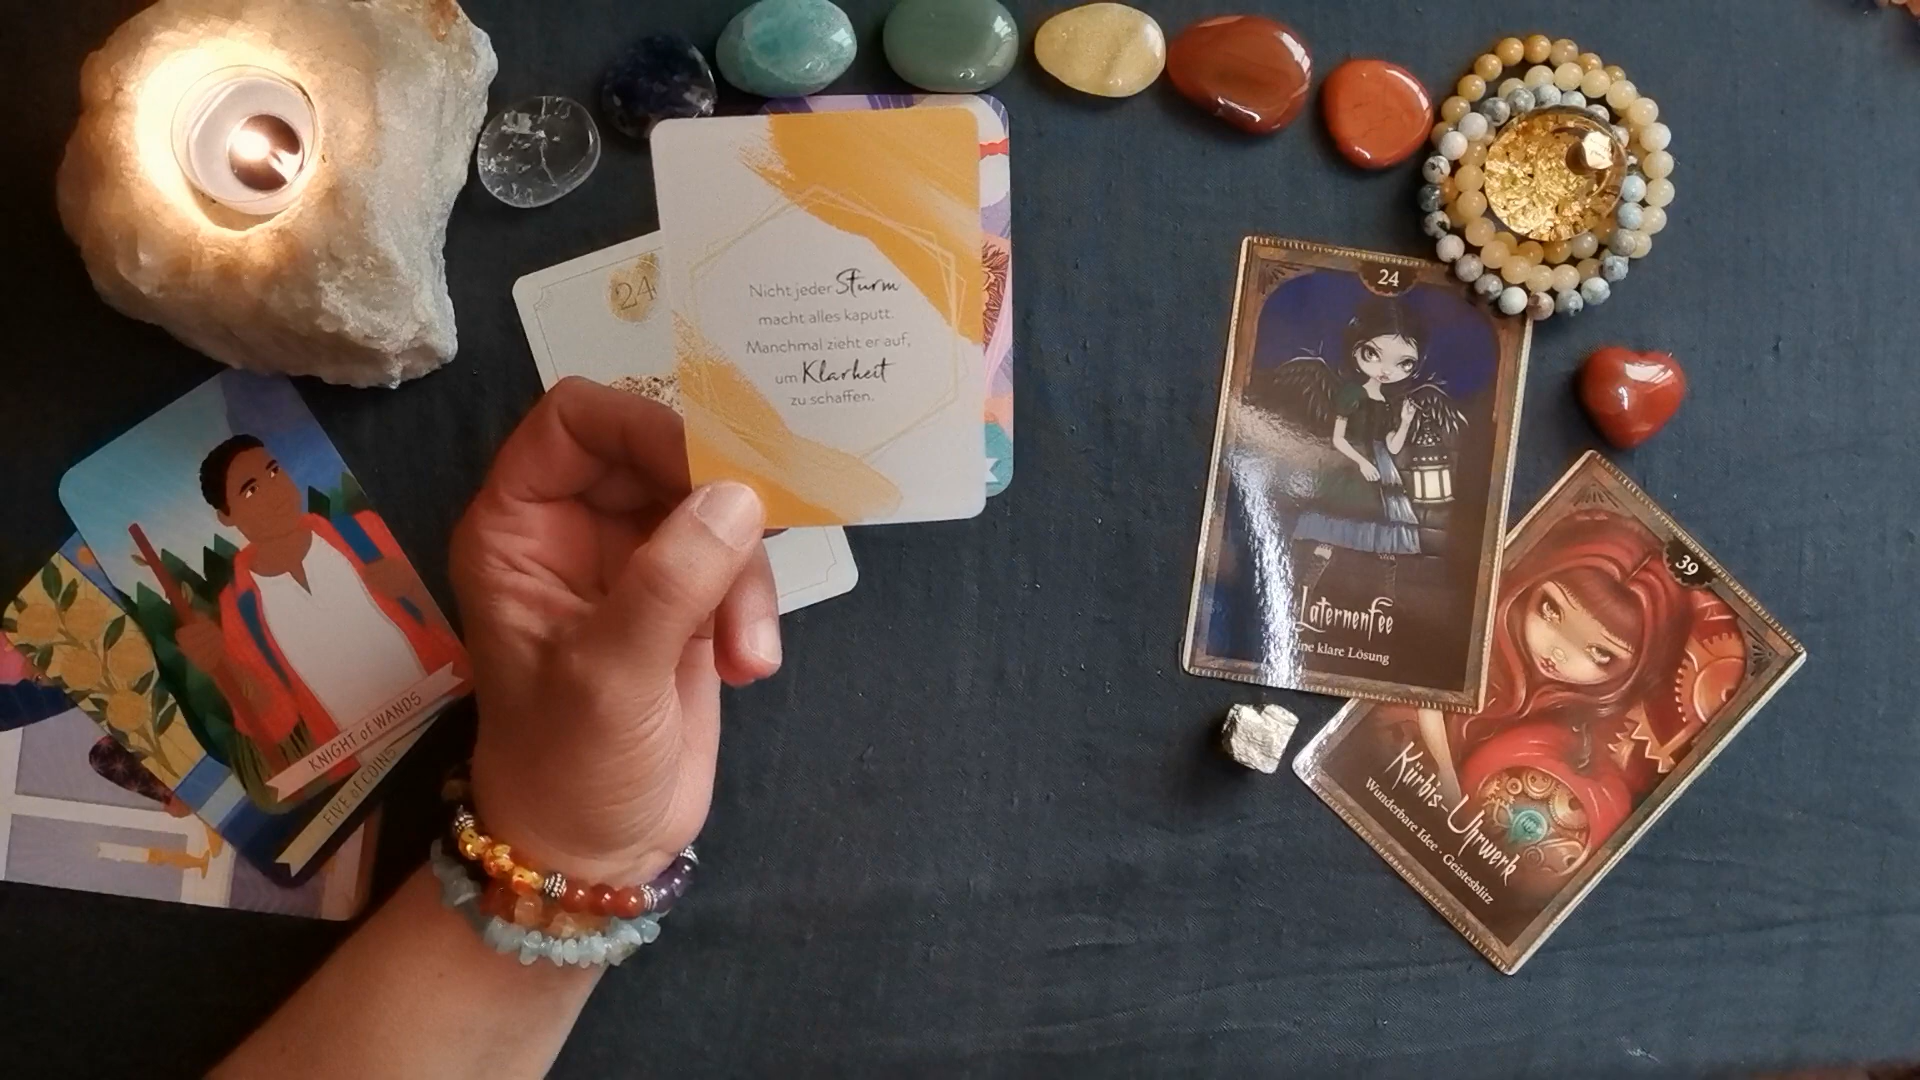 24
Nicht jeder Sturm
macht alles kaputt.
Manchmal zieht er auf,
um Klarheit
zu schaffen.
KNIGHT of WANDS
FIVE of COINS
24
Laternenfee
Eine klare Lösung
39
Kürbis-Uhrwerk
Wunderbare Idee · Geistesblitz